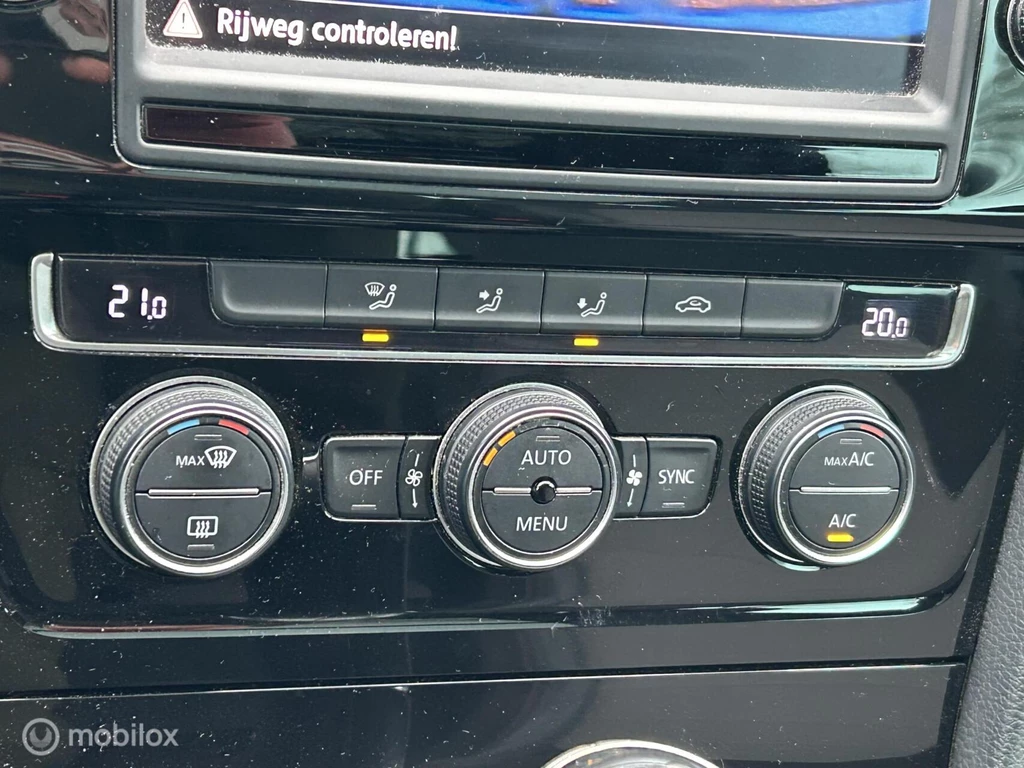 Rijweg controleren!
21.0
20.0
MAX
OFF
AUTO
MENU
SYNC
MAX A/C
A/C
mobilox